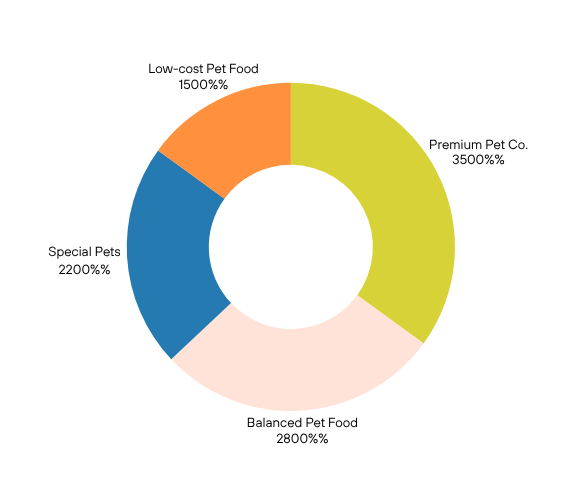 Low-cost Pet Food
1500%%
Premium Pet Co.
3500%%
Special Pets
2200%%
Balanced Pet Food
2800%%